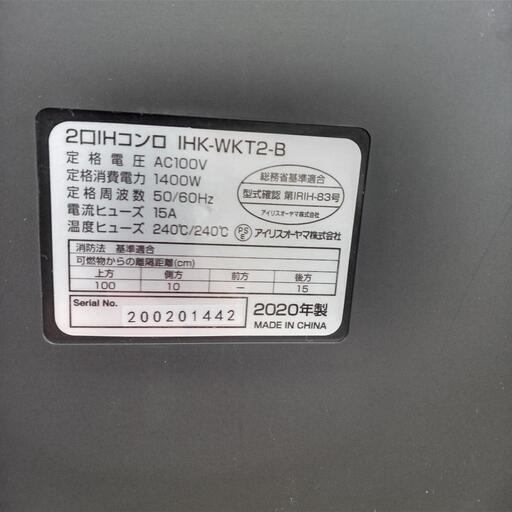 2口IHコンロ IHK-WKT2-B
定格電圧 AC100V
定格消費電力 1400W
定格周波数 50/60Hz
電流ヒューズ 15A
温度ヒューズ 240℃/240℃
総務省基準適合
型式確認 第IRIH-83号
アイリスオーヤマ株式会社
PS
E
アイリスオーヤマ株式会社
消防法 基準適合
可燃物からの離隔距離(cm)
上方 側方 前方 後方
100 10 — 15
Serial No.
200201442
2020年製
MADE IN CHINA